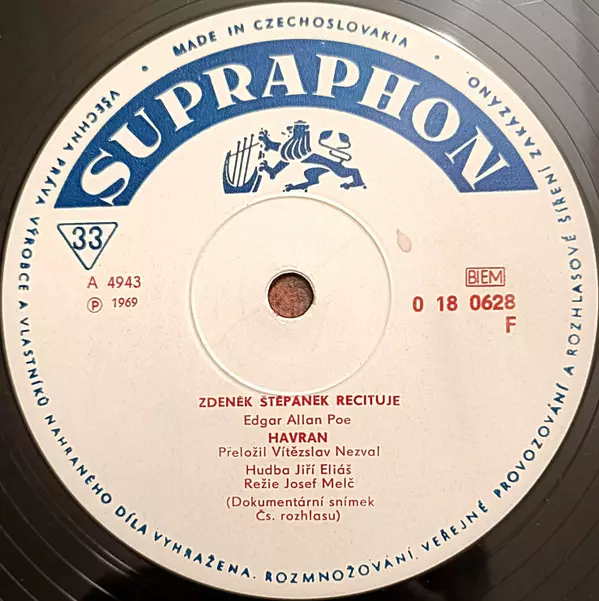 • MADE IN CZECHOSLOVAKIA •
SUPRAPHON
33
A 4943
Ⓟ 1969
BIEM
0 18 0628
F
ZDENĚK ŠTĚPÁNEK RECITUJE
Edgar Allan Poe
HAVRAN
Přeložil Vítězslav Nezval
Hudba Jiří Eliáš
Režie Josef Melč
(Dokumentární snímek
Čs. rozhlasu)
VŠECHNA PRÁVA VÝROBCE A VLASTNÍKŮ NAHRANÉHO DÍLA VYHRAŽENA. ROZMNOŽOVÁNÍ, VEŘEJNÉ PROVOZOVÁNÍ A ROZHLASOVÉ ŠÍŘENÍ ZAKÁZÁNO.